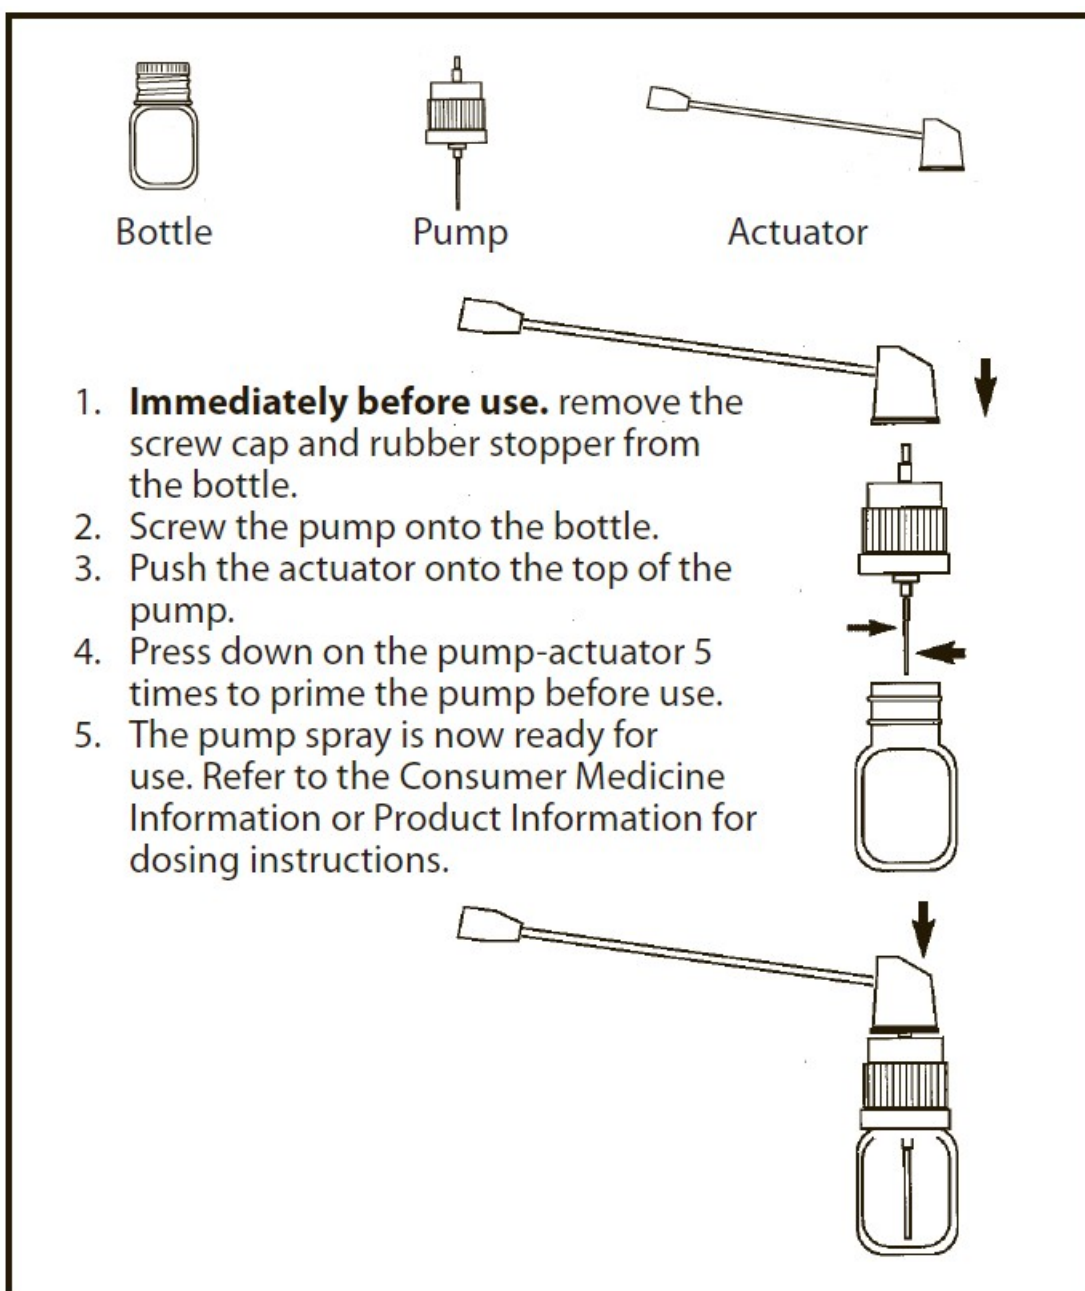 Bottle
Pump
Actuator
1. Immediately before use. remove the
screw cap and rubber stopper from
the bottle.
2. Screw the pump onto the bottle.
3. Push the actuator onto the top of the
pump.
4. Press down on the pump-actuator 5
times to prime the pump before use.
5. The pump spray is now ready for
use. Refer to the Consumer Medicine
Information or Product Information for
dosing instructions.